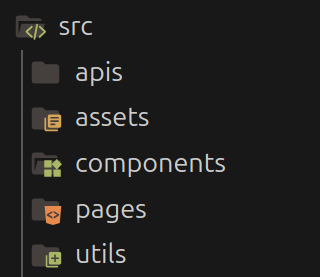 src
apis
assets
components
pages
utils